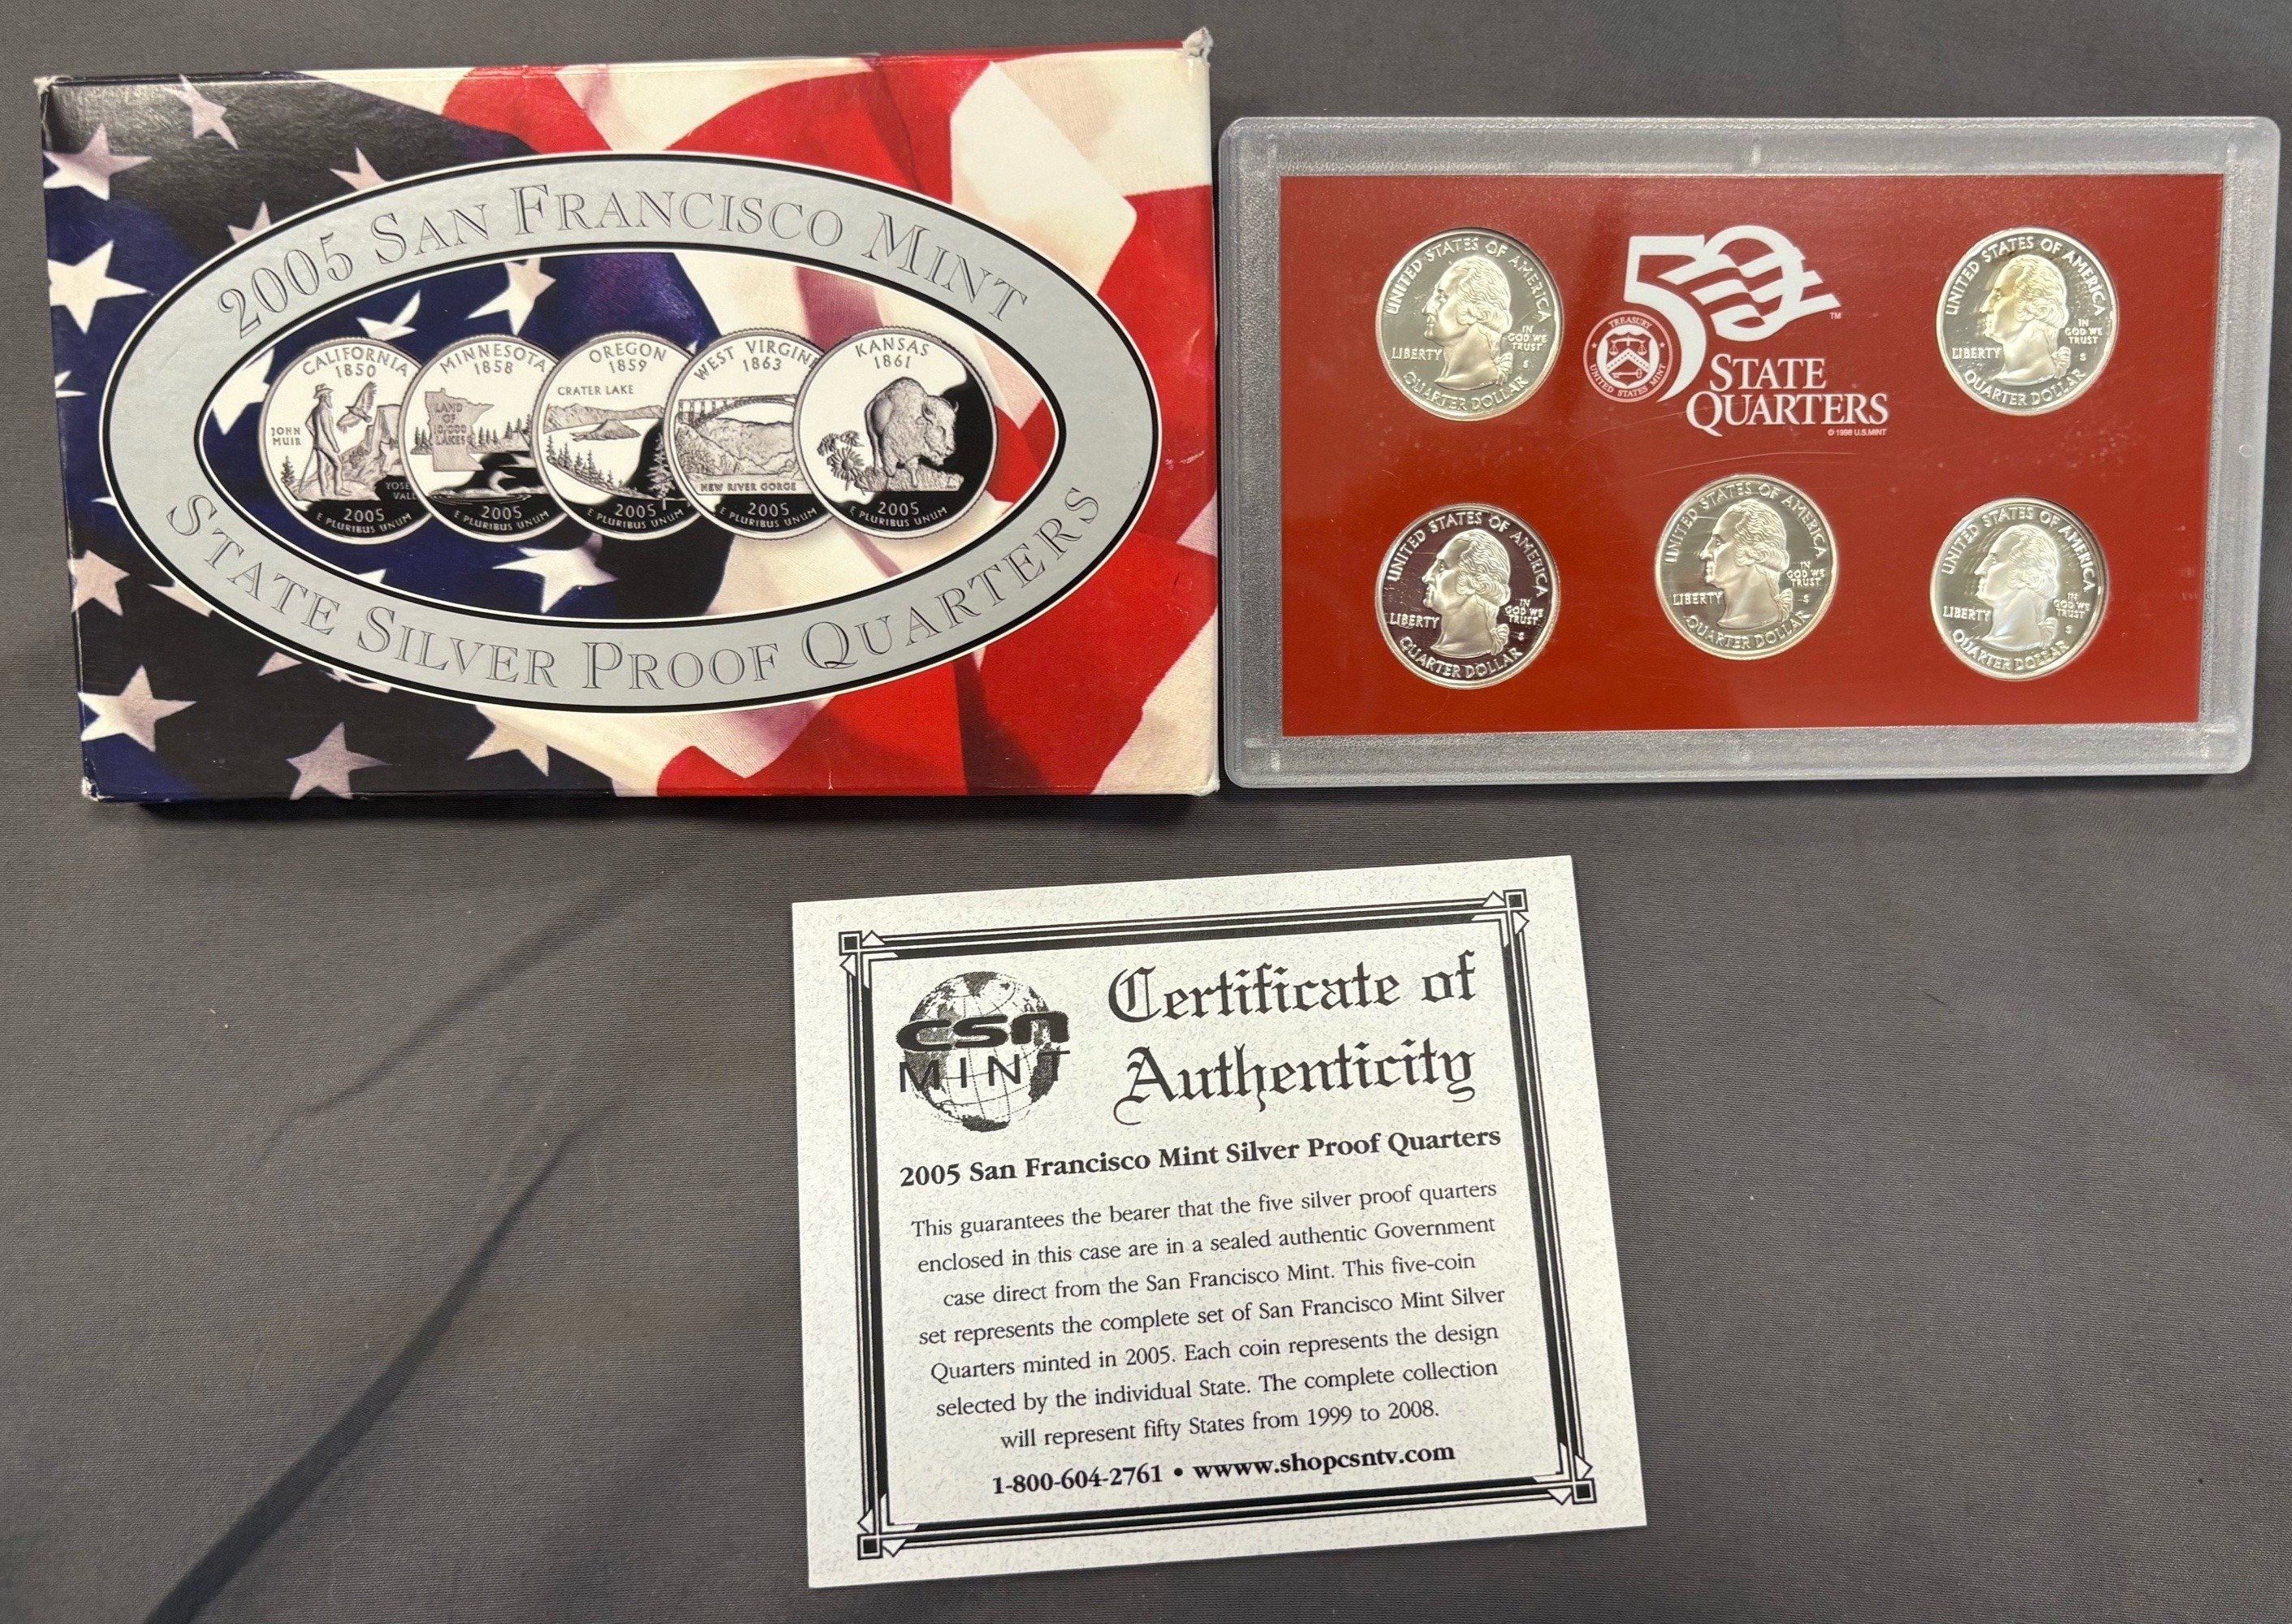 2005 SAN FRANCISCO MINT
CALIFORNIA
1850
JOHN
MUIR
2005
E PLURIBUS UNUM
MINNESOTA
1858
LAND
OF
10,000
LAKES
2005
E PLURIBUS UNUM
OREGON
1859
CRATER LAKE
2005
E PLURIBUS UNUM
WEST VIRGIN
1863
NEW RIVER GORGE
2005
E PLURIBUS UNUM
KANSAS
1861
2005
E PLURIBUS UNUM
STATE SILVER PROOF QUARTERS
UNITED STATES OF AMERICA
LIBERTY
IN
GOD WE
TRUST
S
QUARTER DOLLAR
50
TM
TREASURY
UNITED STATES MINT
STATE
QUARTERS
© 1998 U.S. MINT
UNITED STATES OF AMERICA
LIBERTY
IN
GOD WE
TRUST
S
QUARTER DOLLAR
UNITED STATES OF AMERICA
LIBERTY
IN
GOD WE
TRUST
S
QUARTER DOLLAR
UNITED STATES OF AMERICA
LIBERTY
IN
GOD WE
TRUST
S
QUARTER DOLLAR
UNITED STATES OF AMERICA
LIBERTY
IN
GOD WE
TRUST
S
QUARTER DOLLAR
csn
MINT
Certificate of
Authenticity
2005 San Francisco Mint Silver Proof Quarters
This guarantees the bearer that the five silver proof quarters
enclosed in this case are in a sealed authentic Government
case direct from the San Francisco Mint. This five-coin
set represents the complete set of San Francisco Mint Silver
Quarters minted in 2005. Each coin represents the design
selected by the individual State. The complete collection
will represent fifty States from 1999 to 2008.
1-800-604-2761 • wwww.shopcsntv.com